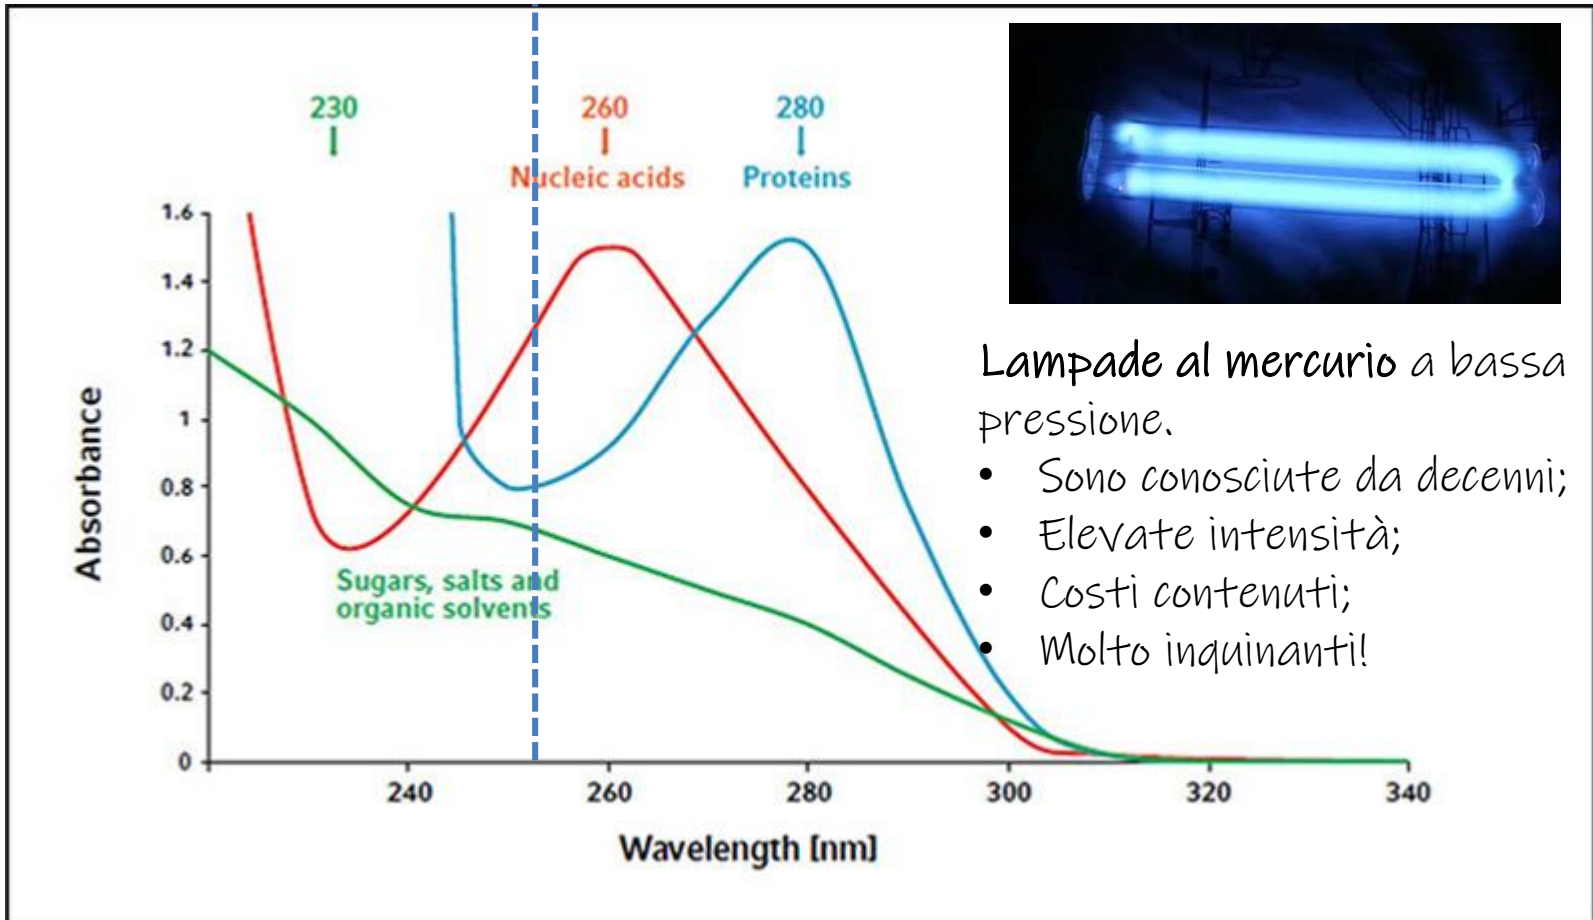 230
260
280
Nucleic acids
Proteins
1.6
1.4
1.2
1
0.8
0.6
0.4
0.2
0
Absorbance
Sugars, salts and
organic solvents
240
260
280
300
320
340
Wavelength [nm]
Lampade al mercurio a bassa
pressione.
• Sono conosciute da decenni;
• Elevate intensità;
• Costi contenuti;
• Molto inquinanti!